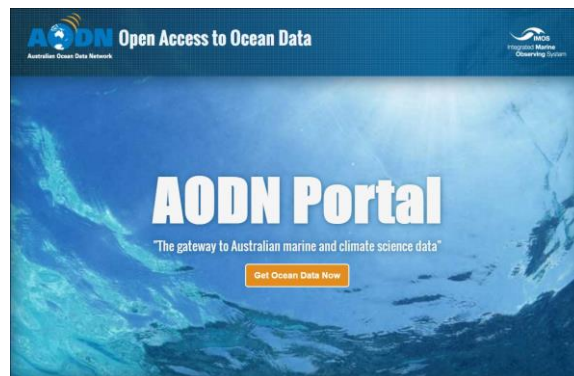 AODN
Australian Ocean Data Network
Open Access to Ocean Data
IMOS
Integrated Marine
Observing System
AODN Portal
"The gateway to Australian marine and climate science data"
Get Ocean Data Now